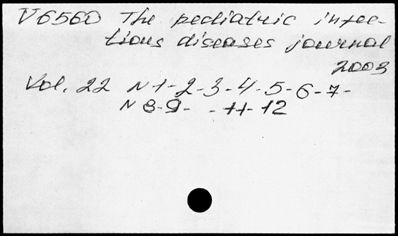 V6560 The pediatric infec-
tious diseases journal
2003
Vol. 22 N 1-2-3-4-5-6-7-
N 8-9- -11-12